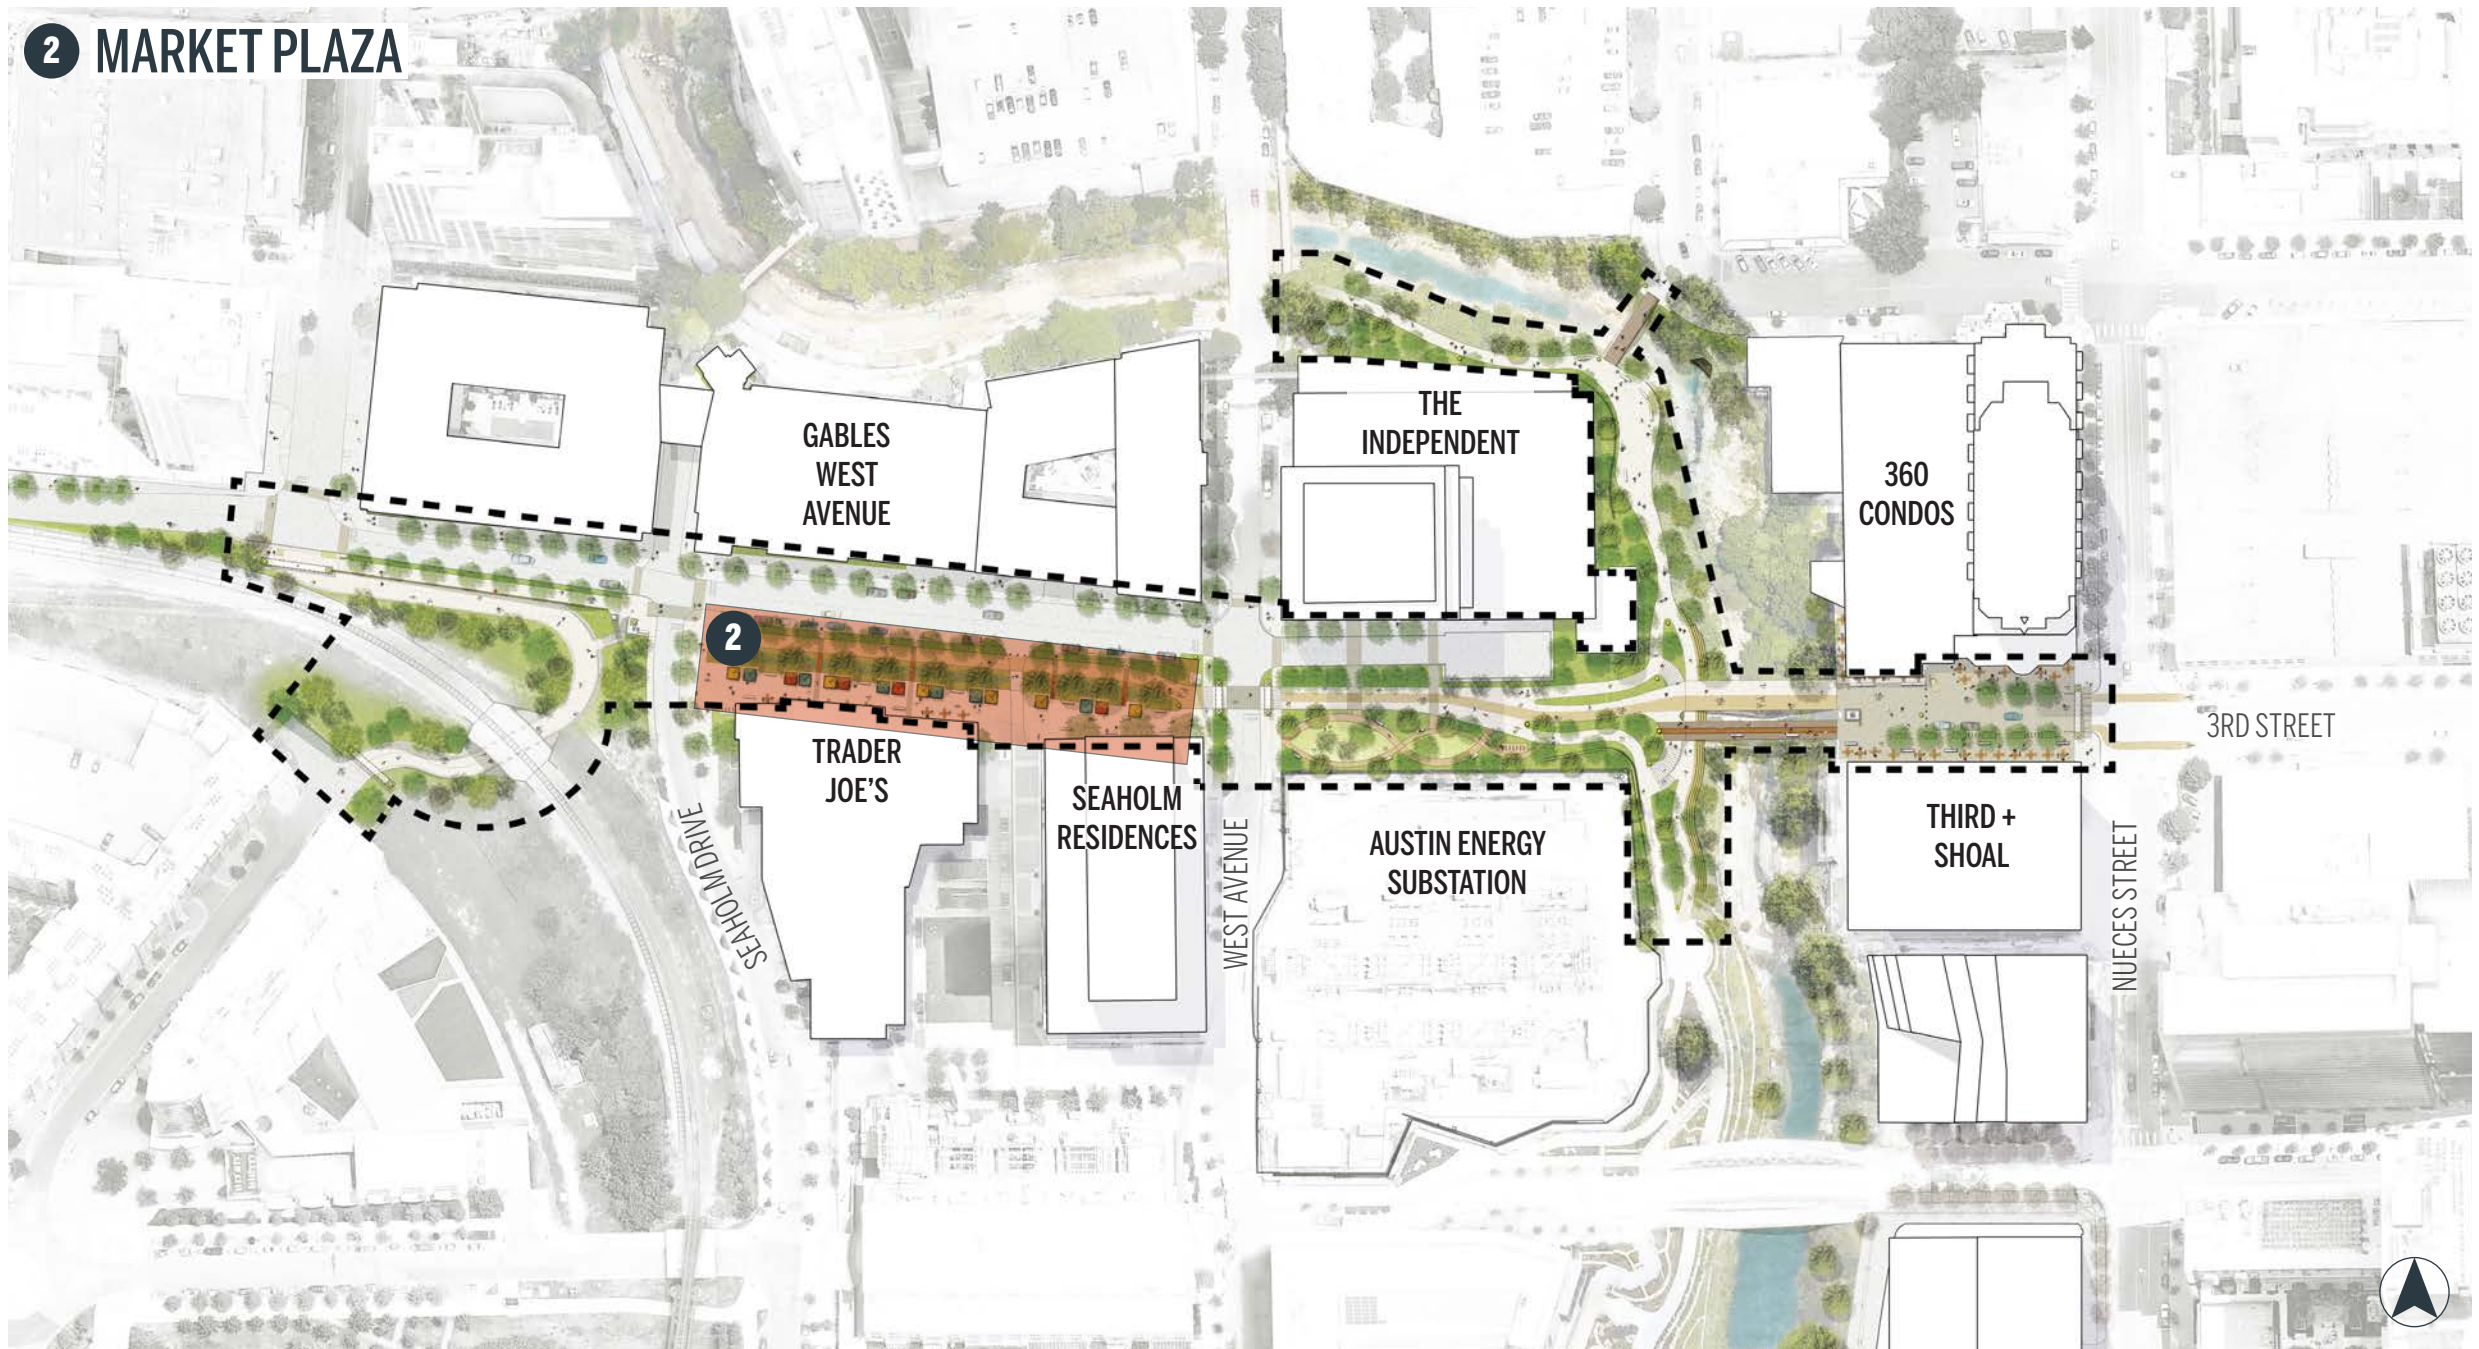 2 MARKET PLAZA
THE
INDEPENDENT
GABLES
WEST
AVENUE
360
CONDOS
2
3RD STREET
TRADER
JOE'S
SEAHOLM
RESIDENCES
SEAHOLM DRIVE
WEST AVENUE
AUSTIN ENERGY
SUBSTATION
THIRD +
SHOAL
NUECES STREET